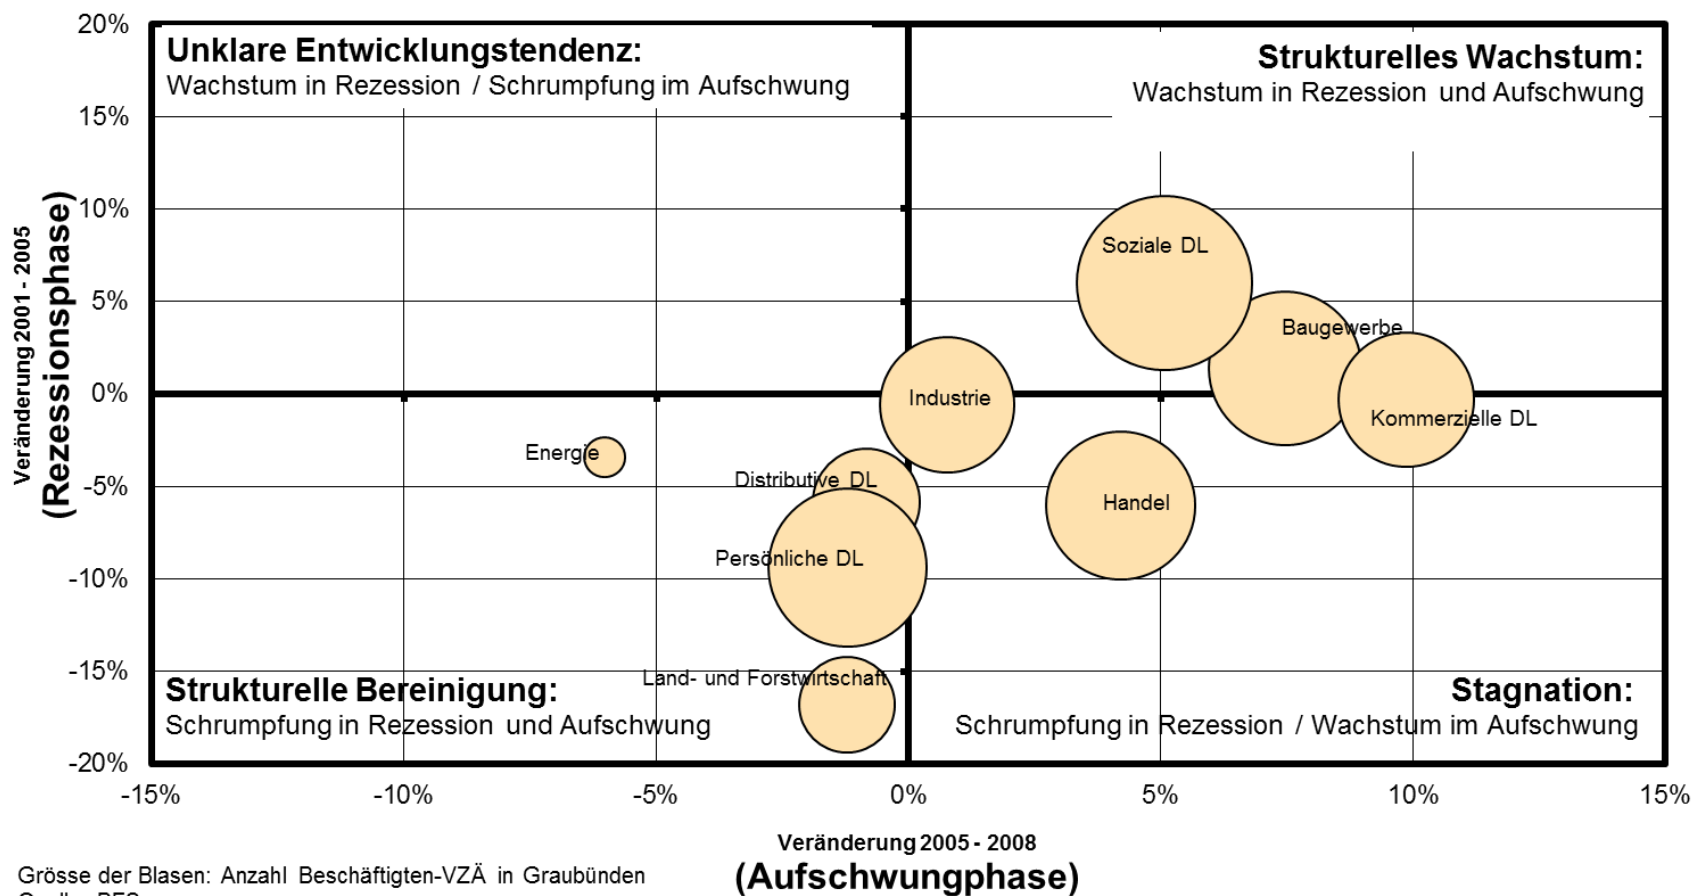 20%
Unklare Entwicklungstendenz:
Wachstum in Rezession / Schrumpfung im Aufschwung
Strukturelles Wachstum:
Wachstum in Rezession und Aufschwung
15%
10%
5%
0%
-5%
-10%
-15%
-20%
Veränderung 2001 - 2005
(Rezessionsphase)
Soziale DL
Baugewerbe
Industrie
Kommerzielle DL
Energie
Distributive DL
Handel
Persönliche DL
Land- und Forstwirtschaft
Strukturelle Bereinigung:
Schrumpfung in Rezession und Aufschwung
Stagnation:
Schrumpfung in Rezession / Wachstum im Aufschwung
-15%
-10%
-5%
0%
5%
10%
15%
Veränderung 2005 - 2008
(Aufschwungphase)
Grösse der Blasen: Anzahl Beschäftigten-VZÄ in Graubünden